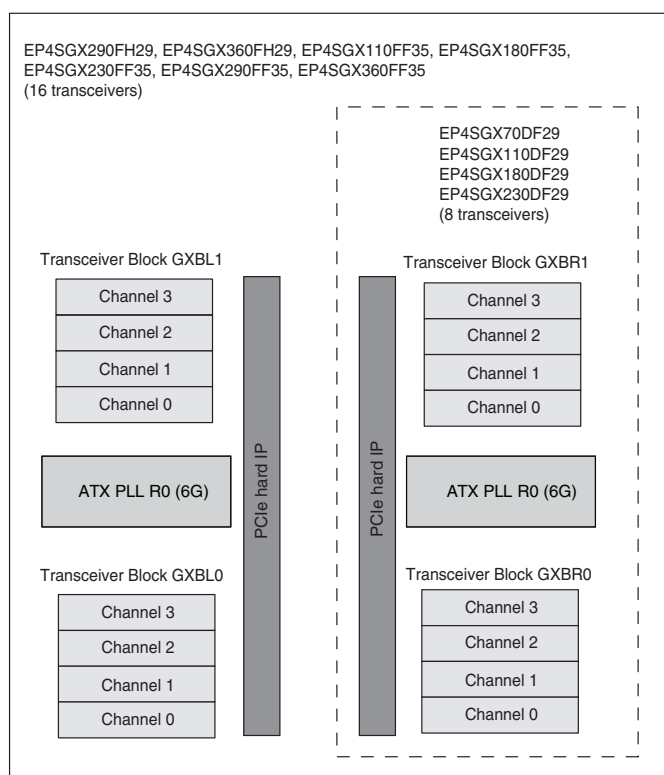 EP4SGX290FH29, EP4SGX360FH29, EP4SGX110FF35, EP4SGX180FF35,
EP4SGX230FF35, EP4SGX290FF35, EP4SGX360FF35
(16 transceivers)
EP4SGX70DF29
EP4SGX110DF29
EP4SGX180DF29
EP4SGX230DF29
(8 transceivers)
Transceiver Block GXBL1
Channel 3
Channel 2
Channel 1
Channel 0
ATX PLL R0 (6G)
Transceiver Block GXBL0
Channel 3
Channel 2
Channel 1
Channel 0
PCIe hard IP
PCIe hard IP
Transceiver Block GXBR1
Channel 3
Channel 2
Channel 1
Channel 0
ATX PLL R0 (6G)
Transceiver Block GXBR0
Channel 3
Channel 2
Channel 1
Channel 0